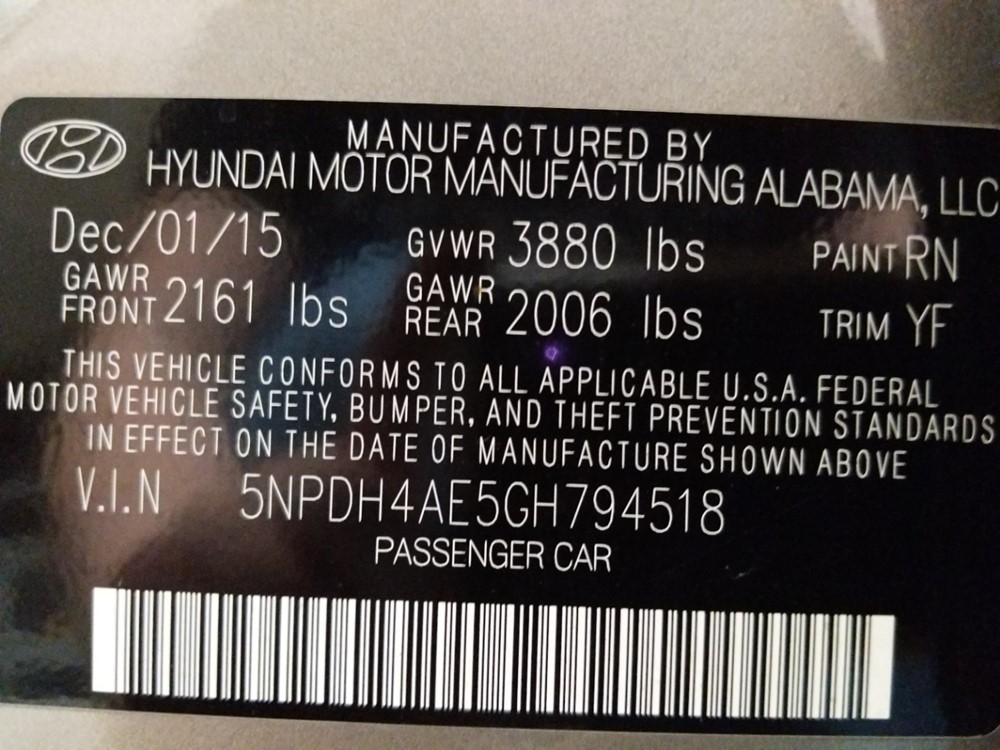 MANUFACTURED BY
HYUNDAI MOTOR MANUFACTURING ALABAMA, LLC
Dec/01/15 GVWR 3880 lbs PAINT RN
GAWR FRONT 2161 lbs GAWR REAR 2006 lbs TRIM YF
THIS VEHICLE CONFORMS TO ALL APPLICABLE U.S.A. FEDERAL
MOTOR VEHICLE SAFETY, BUMPER, AND THEFT PREVENTION STANDARDS
IN EFFECT ON THE DATE OF MANUFACTURE SHOWN ABOVE
V.I.N 5NPDH4AE5GH794518
PASSENGER CAR